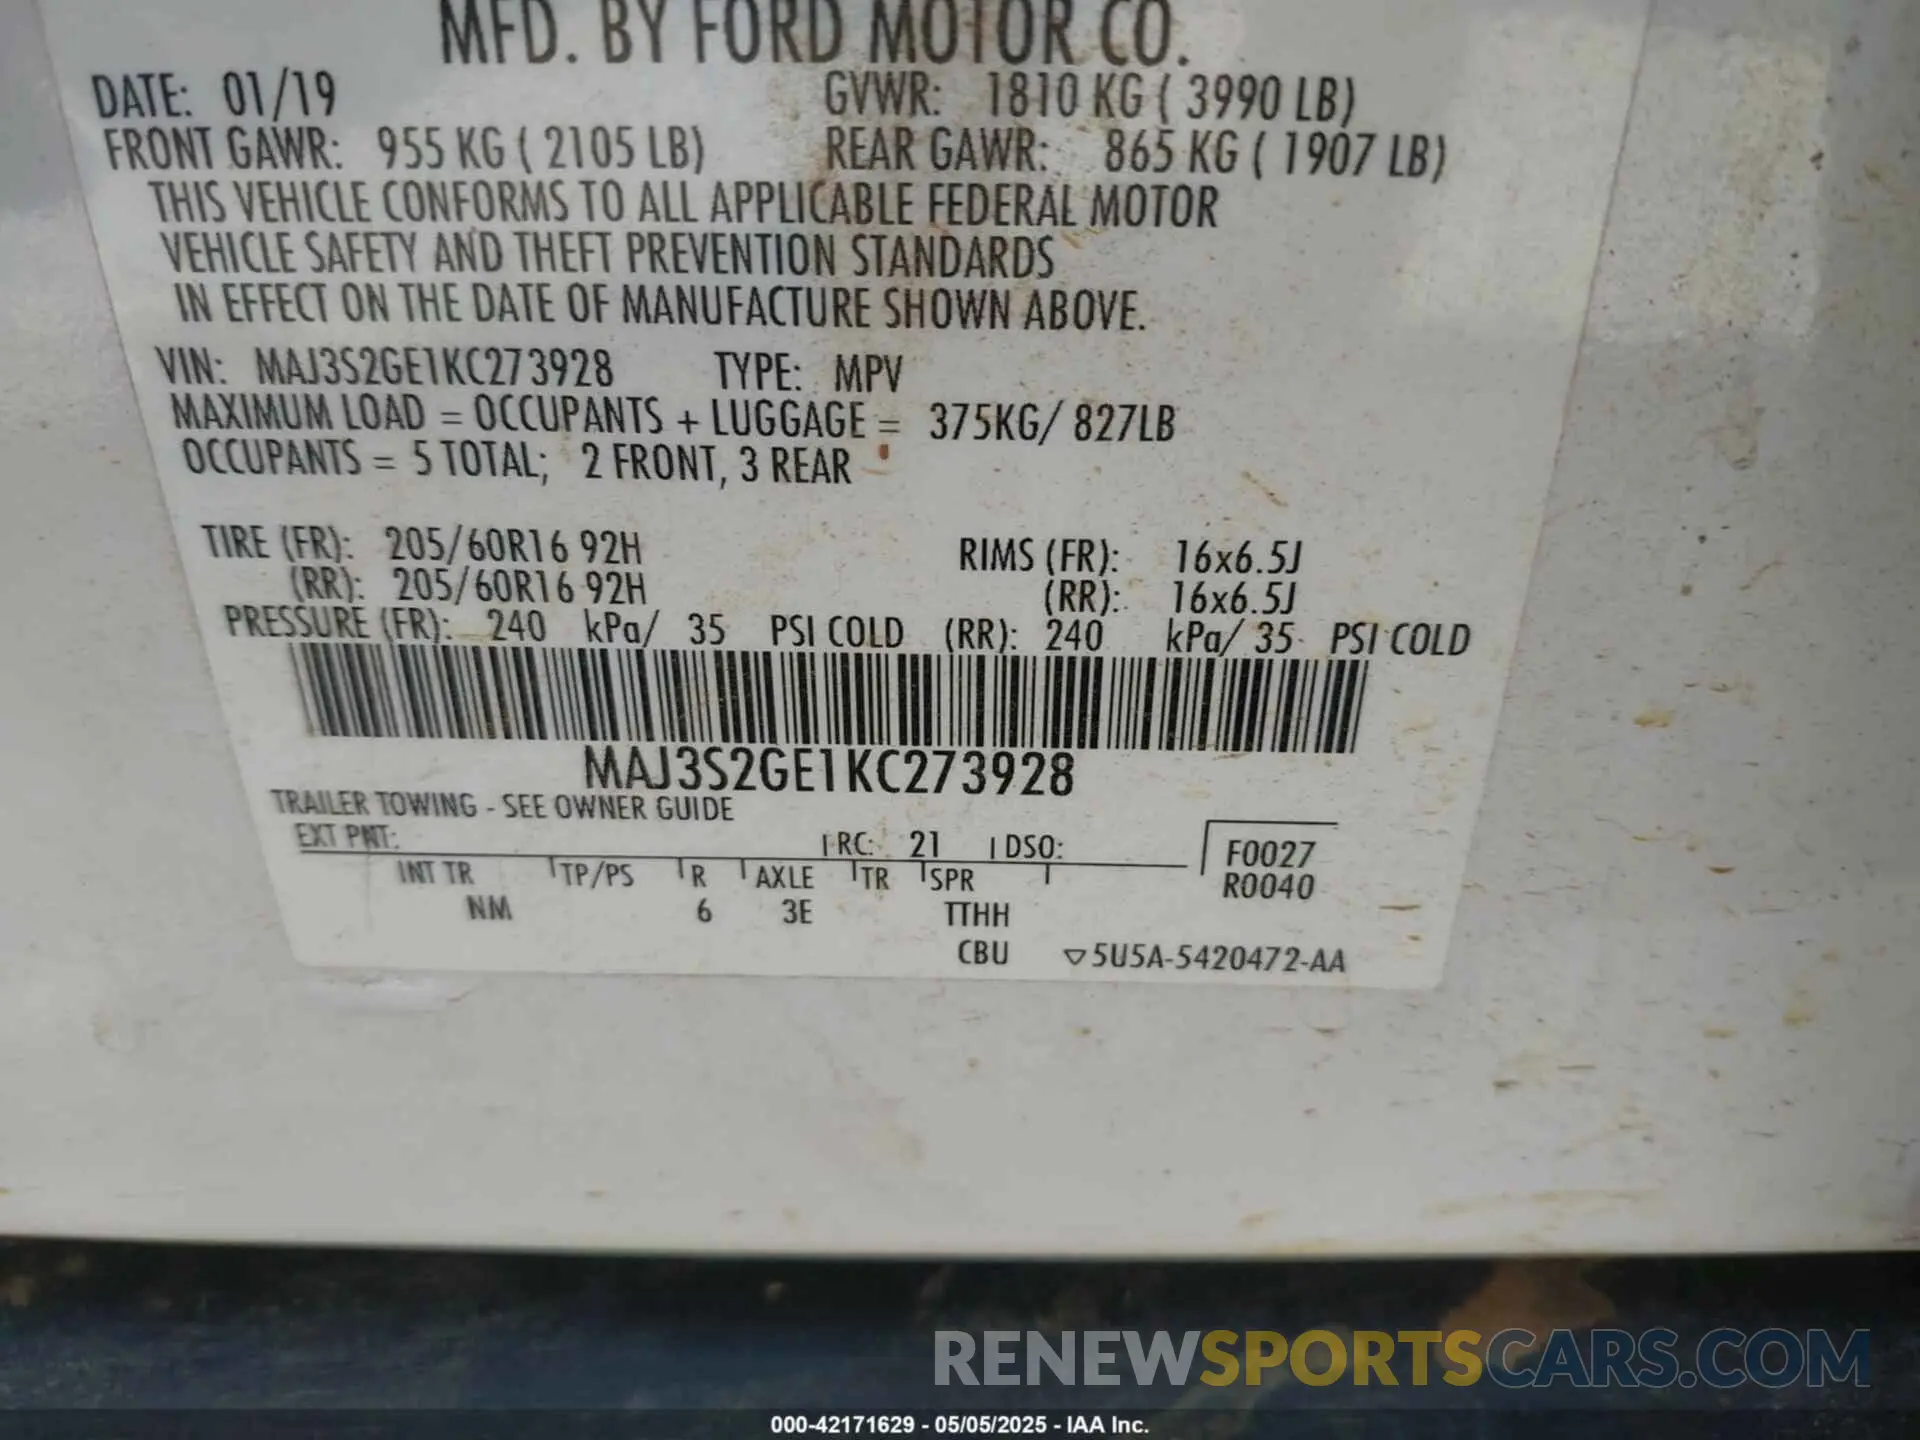 MFD. BY FORD MOTOR CO.
DATE: 01/19 GVWR: 1810 KG ( 3990 LB)
FRONT GAWR: 955 KG ( 2105 LB) REAR GAWR: 865 KG ( 1907 LB)
THIS VEHICLE CONFORMS TO ALL APPLICABLE FEDERAL MOTOR
VEHICLE SAFETY AND THEFT PREVENTION STANDARDS
IN EFFECT ON THE DATE OF MANUFACTURE SHOWN ABOVE.
VIN: MAJ3S2GE1KC273928 TYPE: MPV
MAXIMUM LOAD = OCCUPANTS + LUGGAGE = 375KG/ 827LB
OCCUPANTS = 5 TOTAL; 2 FRONT, 3 REAR
TIRE (FR): 205/60R16 92H RIMS (FR): 16x6.5J
(RR): 205/60R16 92H (RR): 16x6.5J
PRESSURE (FR): 240 kPa/ 35 PSI COLD (RR): 240 kPa/ 35 PSI COLD
MAJ3S2GE1KC273928
TRAILER TOWING - SEE OWNER GUIDE
EXT PNT: RC: 21 DSO: F0027
INT TR TP/PS R AXLE TR SPR R0040
NM 6 3E TTHH
CBU ▽5U5A-5420472-AA
RENEWSPORTSCARS.COM
000-42171629 - 05/05/2025 - IAA Inc.